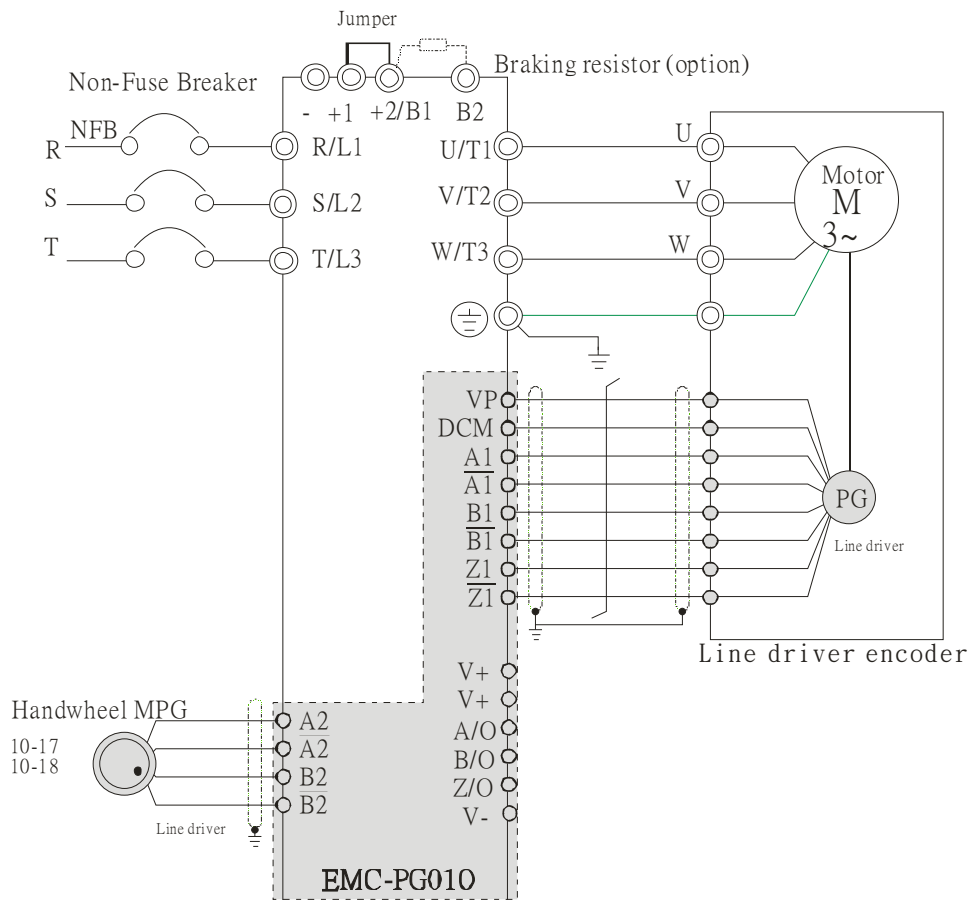 Jumper
Braking resistor (option)
Non-Fuse Breaker
- +1 +2/B1 B2
NFB
R
R/L1
U/T1
U
S
S/L2
V/T2
V
T
T/L3
W/T3
W
Motor
M
3~
VP
DCM
A1
A1
B1
B1
Z1
Z1
PG
Line driver
Line driver encoder
V+
V+
A/O
B/O
Z/O
V-
Handwheel MPG
10-17
10-18
A2
A2
B2
B2
Line driver
EMC-PG01O